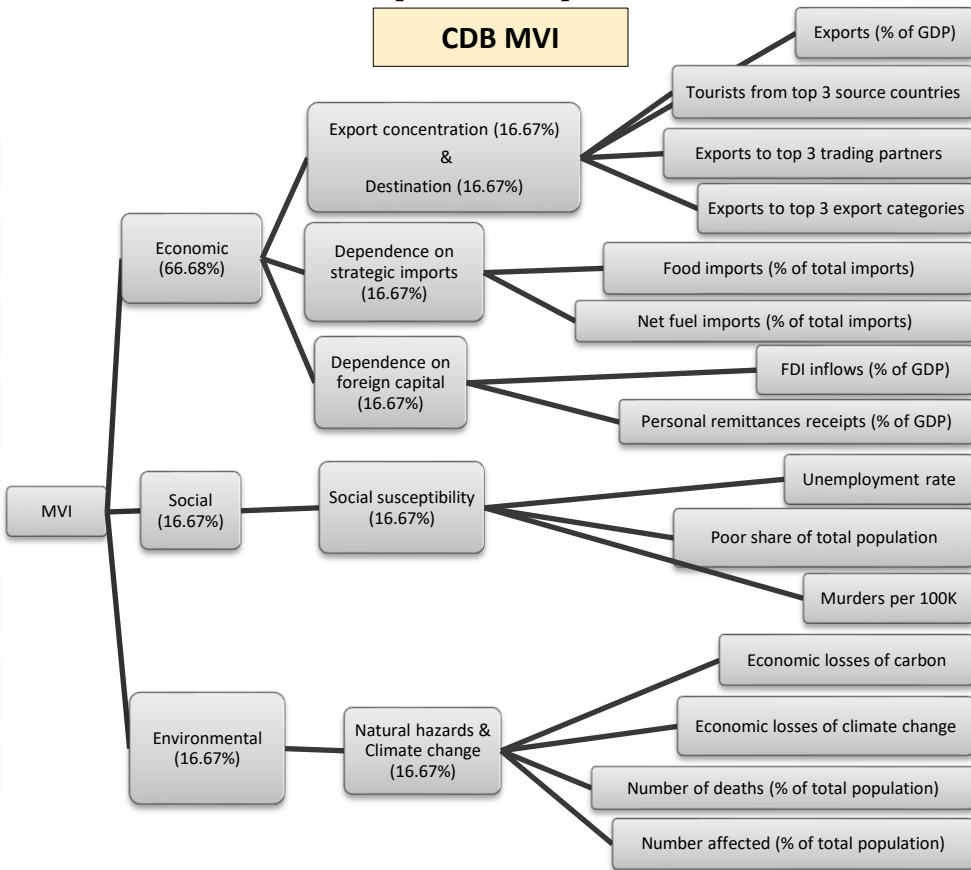 CDB MVI
MVI
Economic
(66.68%)
Export concentration (16.67%)
&
Destination (16.67%)
Exports (% of GDP)
Tourists from top 3 source countries
Exports to top 3 trading partners
Exports to top 3 export categories
Dependence on
strategic imports
(16.67%)
Food imports (% of total imports)
Net fuel imports (% of total imports)
Dependence on
foreign capital
(16.67%)
FDI inflows (% of GDP)
Personal remittances receipts (% of GDP)
Social
(16.67%)
Social susceptibility
(16.67%)
Unemployment rate
Poor share of total population
Murders per 100K
Environmental
(16.67%)
Natural hazards &
Climate change
(16.67%)
Economic losses of carbon
Economic losses of climate change
Number of deaths (% of total population)
Number affected (% of total population)